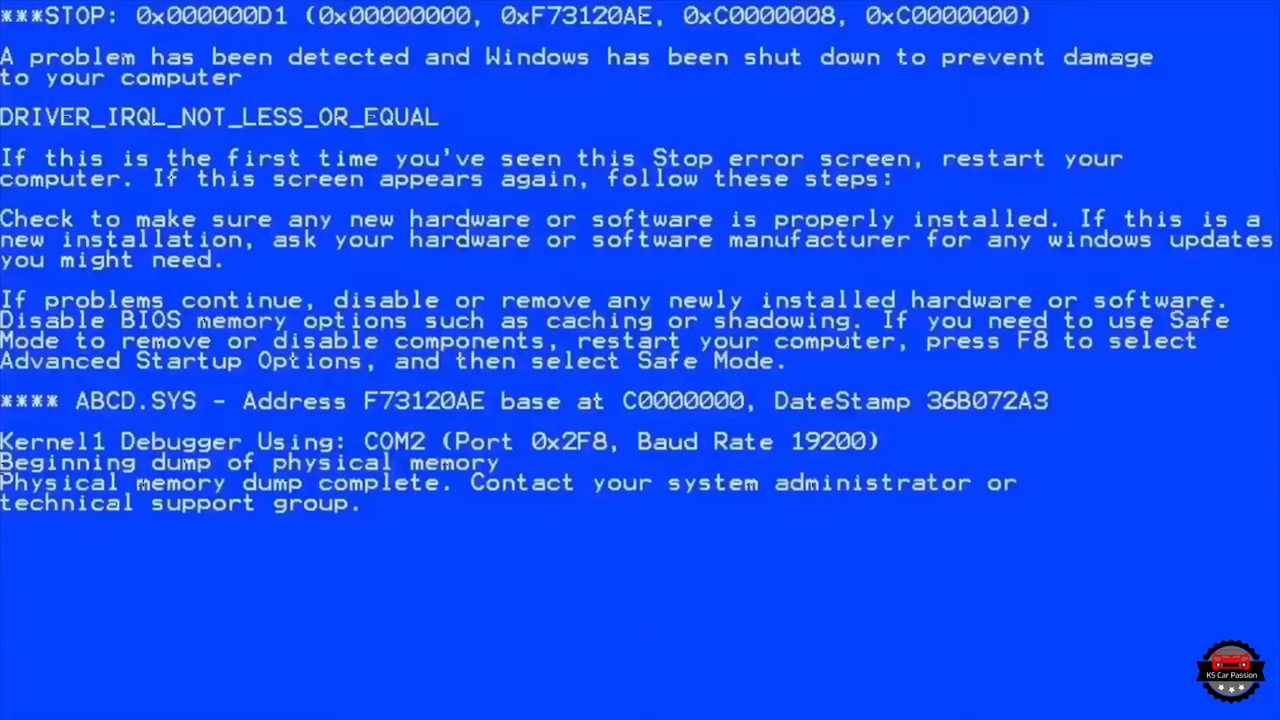 ***STOP: 0x000000D1 (0x00000000, 0xF73120AE, 0xC0000008, 0xC0000000)
A problem has been detected and Windows has been shut down to prevent damage
to your computer
DRIVER_IRQL_NOT_LESS_OR_EQUAL
If this is the first time you've seen this Stop error screen, restart your
computer. If this screen appears again, follow these steps:
Check to make sure any new hardware or software is properly installed. If this is a
new installation, ask your hardware or software manufacturer for any windows updates
you might need.
If problems continue, disable or remove any newly installed hardware or software.
Disable BIOS memory options such as caching or shadowing. If you need to use Safe
Mode to remove or disable components, restart your computer, press F8 to select
Advanced Startup Options, and then select Safe Mode.
**** ABCD.SYS - Address F73120AE base at C0000000, DateStamp 36B072A3
Kernel1 Debugger Using: COM2 (Port 0x2F8, Baud Rate 19200)
Beginning dump of physical memory
Physical memory dump complete. Contact your system administrator or
technical support group.
KS Car Passion